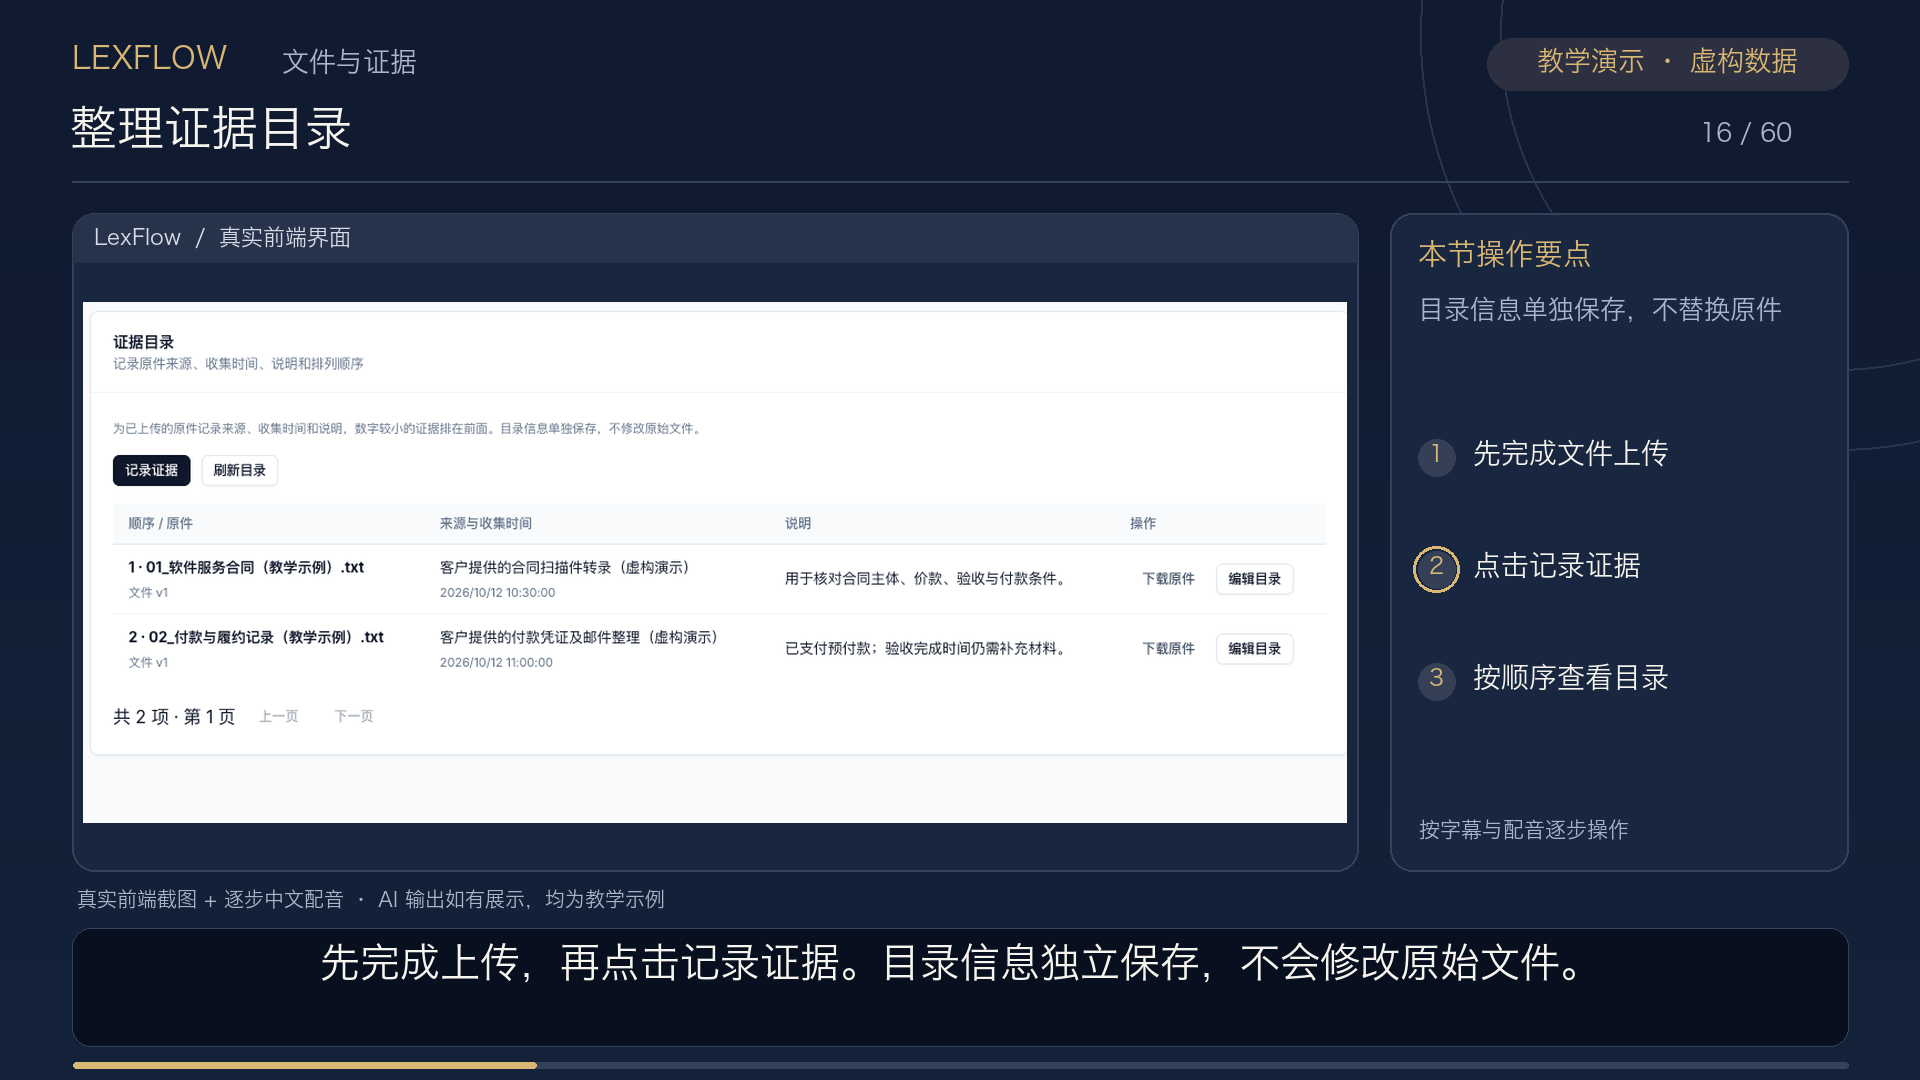 LEXFLOW 文件与证据
教学演示 · 虚构数据
整理证据目录
16 / 60
LexFlow / 真实前端界面
证据目录
记录原件来源、收集时间、说明和排列顺序
为已上传的原件记录来源、收集时间和说明，数字较小的证据排在前面。目录信息单独保存，不修改原始文件。
记录证据 刷新目录
顺序 / 原件 来源与收集时间 说明 操作
1 · 01_软件服务合同（教学示例）.txt 客户提供的合同扫描件转录（虚构演示） 用于核对合同主体、价款、验收与付款条件。 下载原件 编辑目录
文件 v1 2026/10/12 10:30:00
2 · 02_付款与履约记录（教学示例）.txt 客户提供的付款凭证及邮件整理（虚构演示） 已支付预付款；验收完成时间仍需补充材料。 下载原件 编辑目录
文件 v1 2026/10/12 11:00:00
共 2 项 · 第 1 页 上一页 下一页
本节操作要点
目录信息单独保存，不替换原件
1 先完成文件上传
2 点击记录证据
3 按顺序查看目录
按字幕与配音逐步操作
真实前端截图 + 逐步中文配音 · AI 输出如有展示，均为教学示例
先完成上传，再点击记录证据。目录信息独立保存，不会修改原始文件。